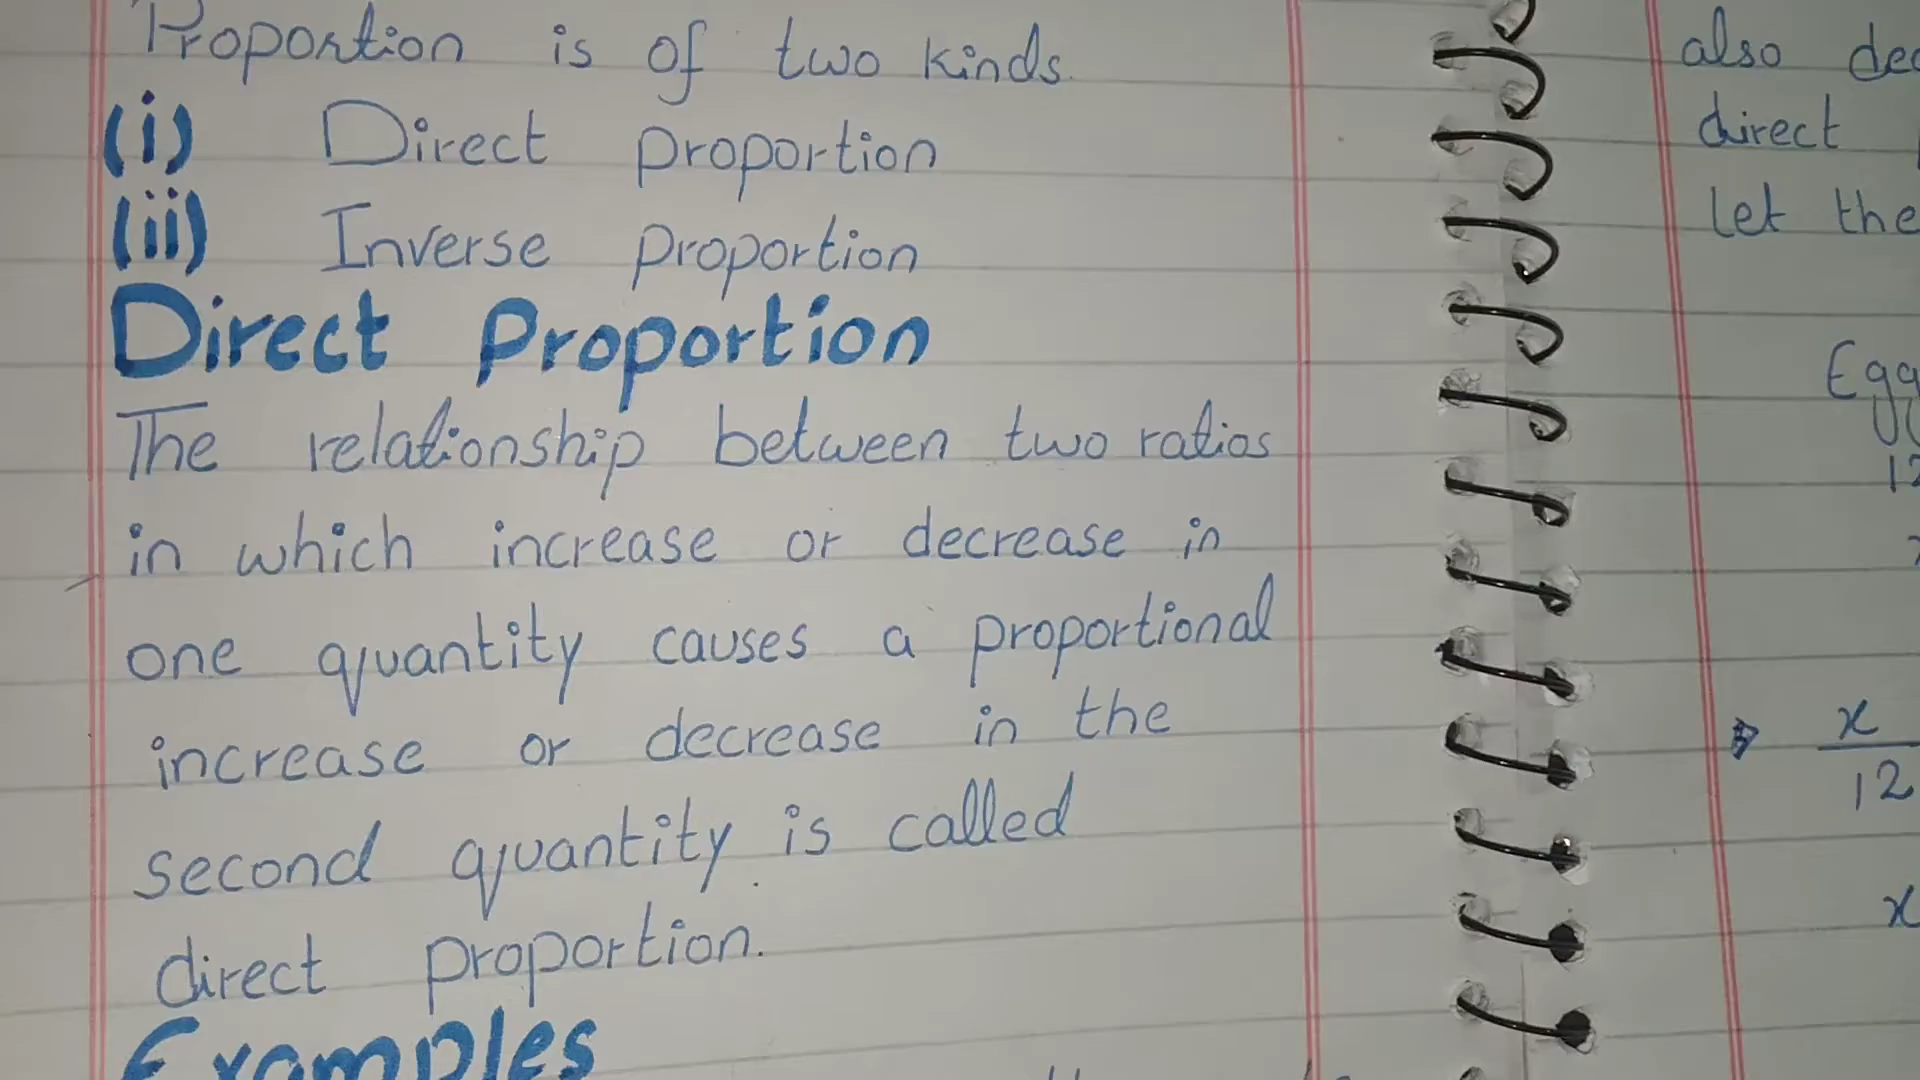 Proportion is of two kinds.
(i) Direct proportion
(ii) Inverse proportion
Direct Proportion
The relationship between two ratios
in which increase or decrease in
one quantity causes a proportional
increase or decrease in the
second quantity is called
direct proportion.
Examples
also
direct
let the
x
12
x